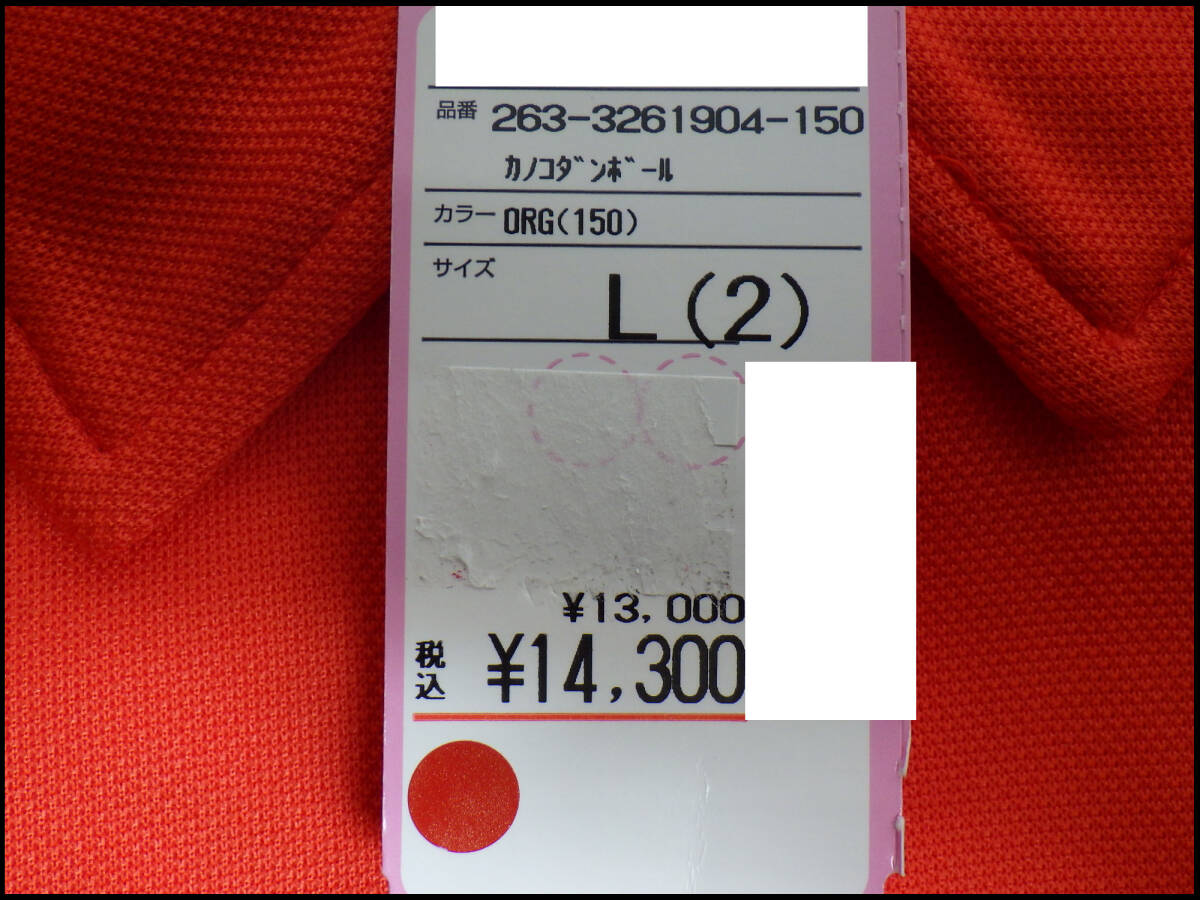 品番 263-3261904-150
カノコダンボール
カラー ORG(150)
サイズ
L(2)
¥13,000
税込 ¥14,300